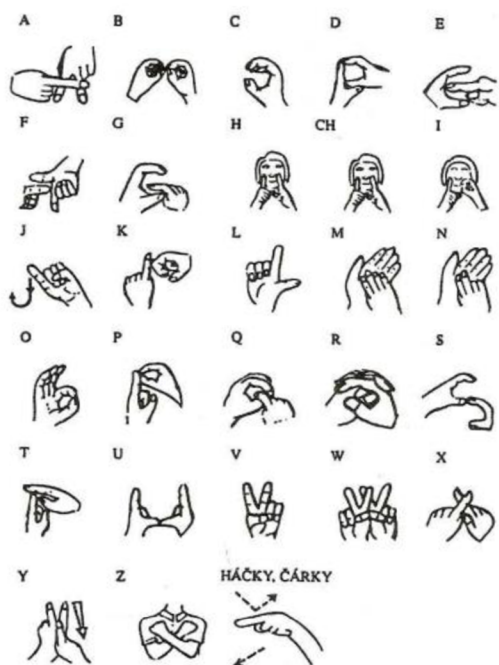 A B C D E
F G H CH I
J K L M N
O P Q R S
T U V W X
Y Z HÁČKY, ČÁRKY